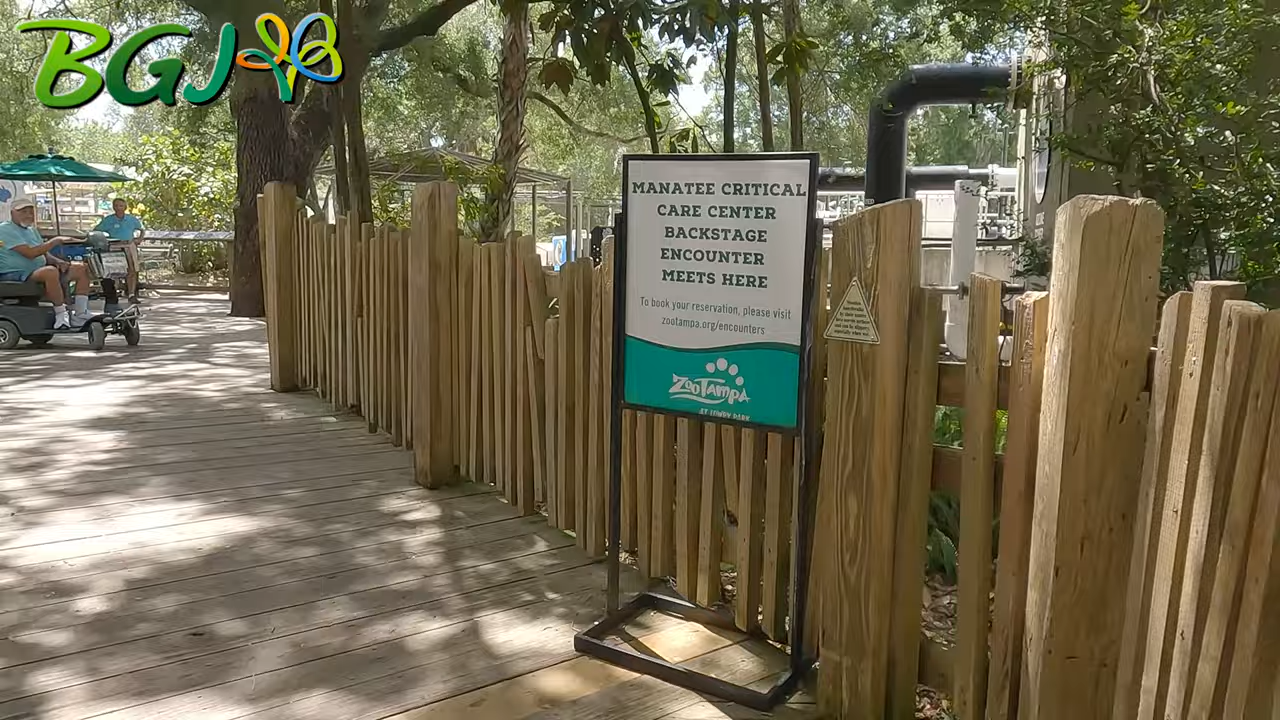 BGJ
MANATEE CRITICAL
CARE CENTER
BACKSTAGE
ENCOUNTER
MEETS HERE
To book your reservation, please visit
zootampa.org/encounters
ZooTampa
AT LOWRY PARK